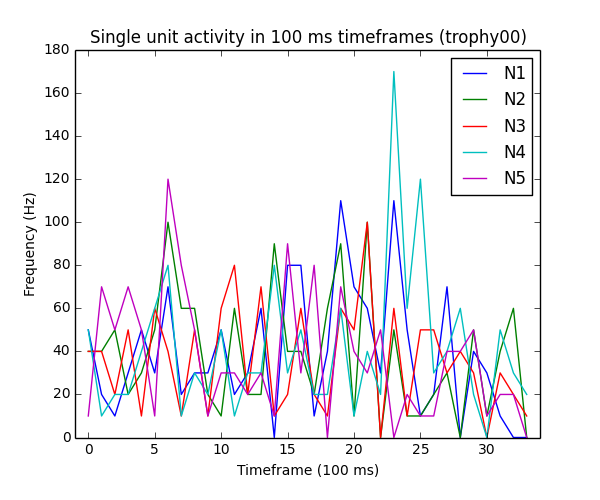 Single unit activity in 100 ms timeframes (trophy00)
180
160
140
120
100
80
60
40
20
0
Frequency (Hz)
N1
N2
N3
N4
N5
0 5 10 15 20 25 30
Timeframe (100 ms)